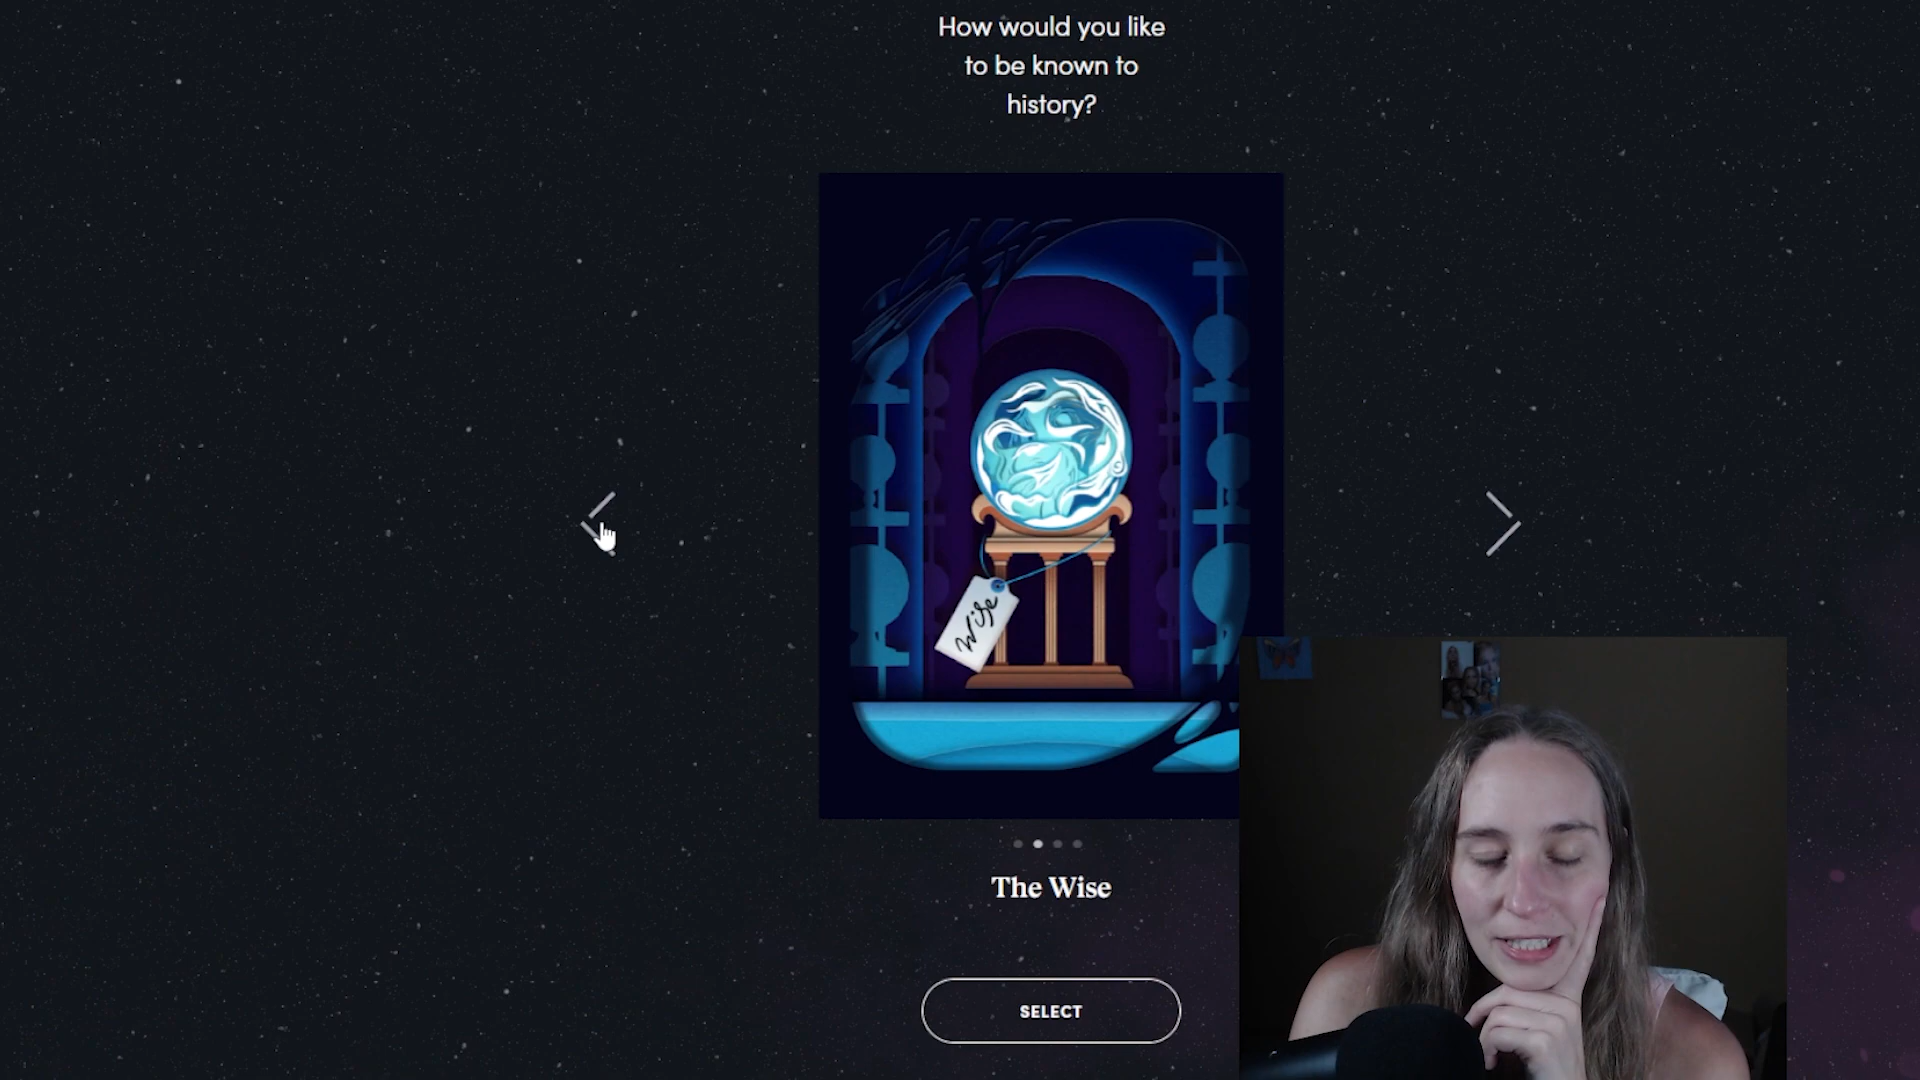 How would you like
to be known to
history?
Wise
The Wise
SELECT